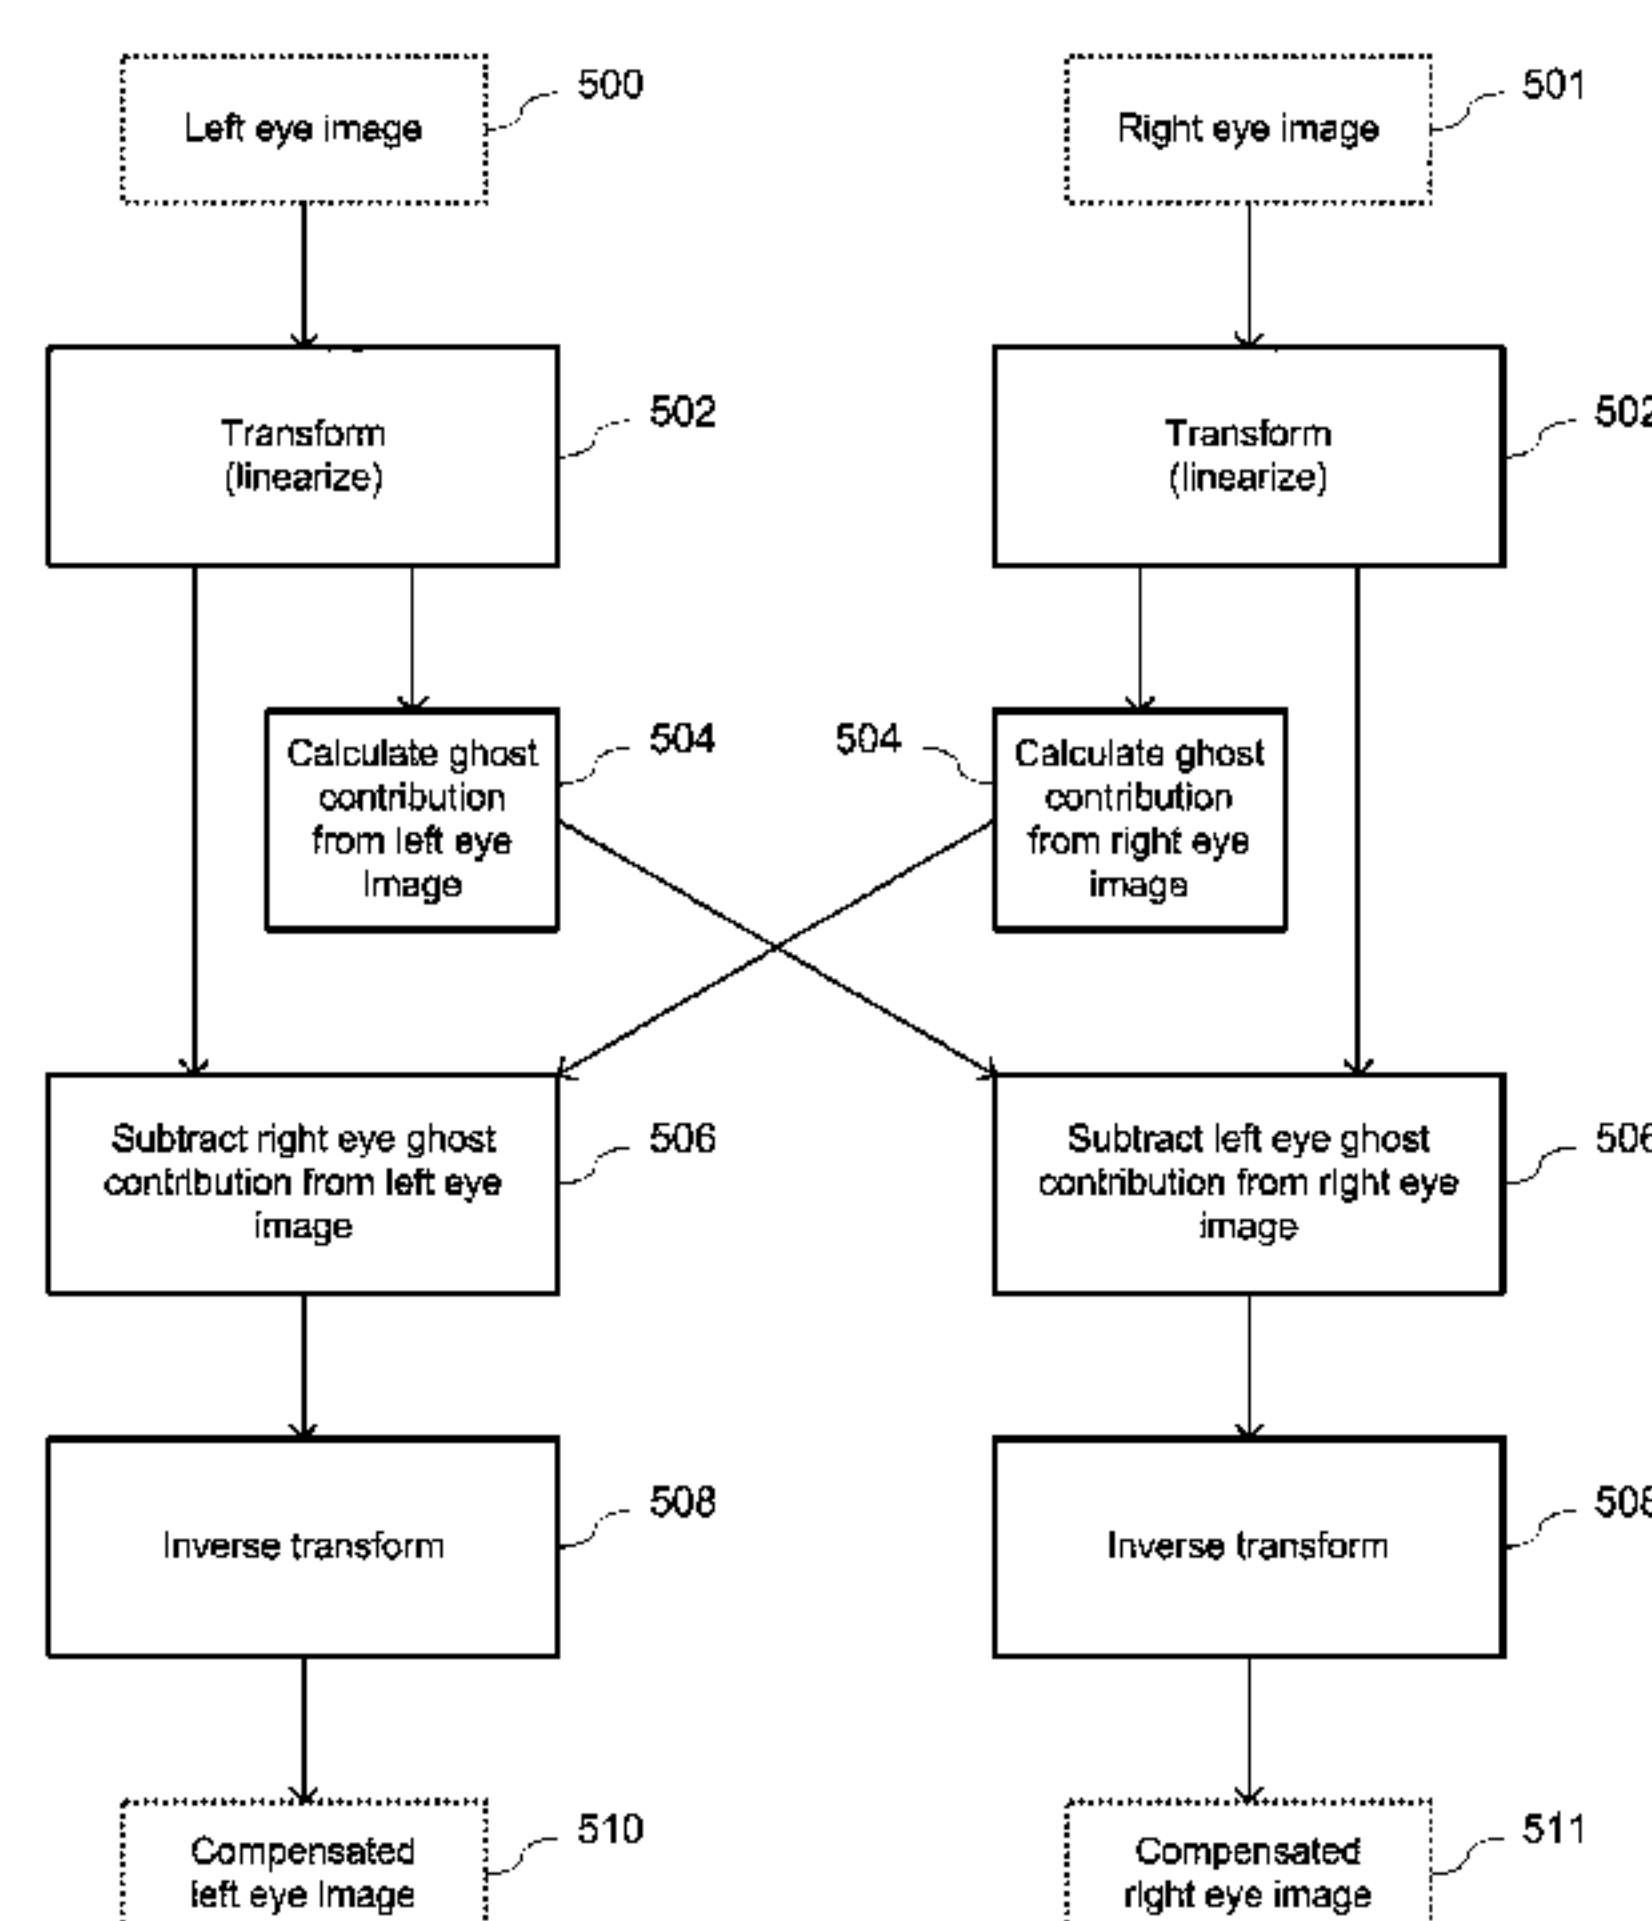 Left eye image
500
Right eye image
501
Transform
(linearize)
502
Transform
(linearize)
502
Calculate ghost
contribution
from left eye
Image
504
504
Calculate ghost
contribution
from right eye
image
Subtract right eye ghost
contribution from left eye
image
506
Subtract left eye ghost
contribution from right eye
image
506
Inverse transform
508
Inverse transform
508
Compensated
left eye Image
510
Compensated
right eye image
511